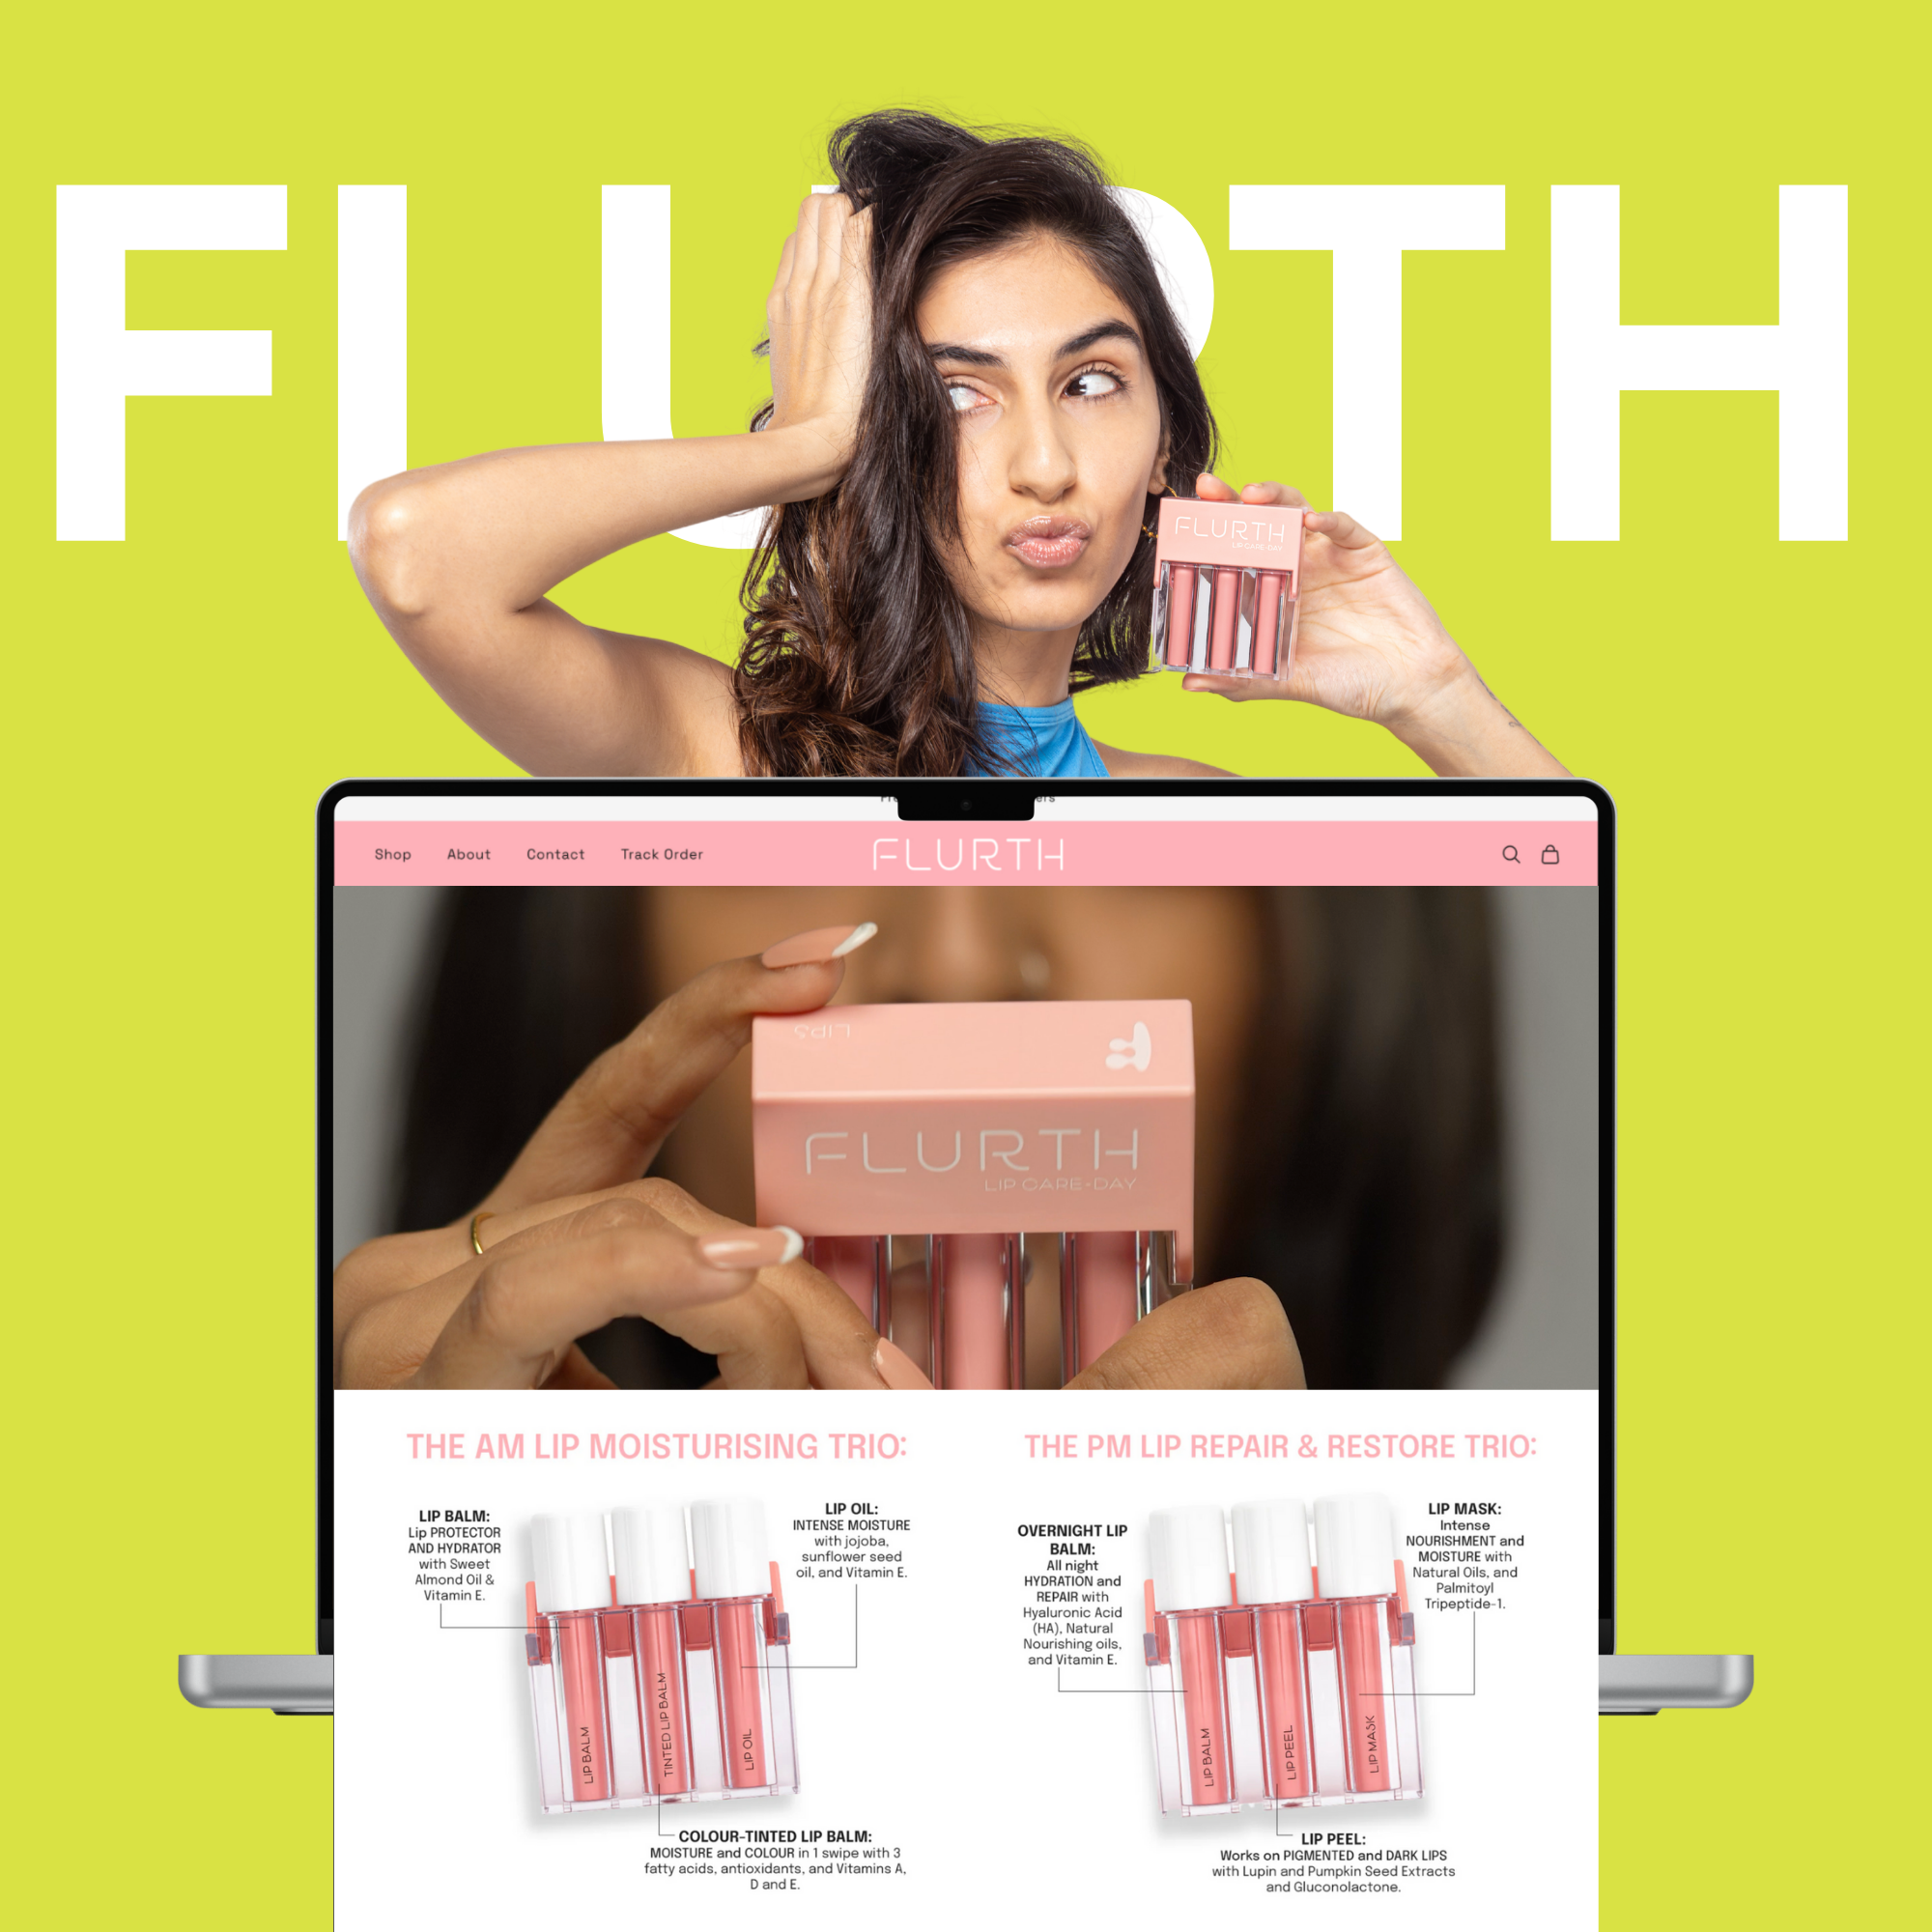 FLURTH
FLURTH
LIP CARE-DAY
Shop
About
Contact
Track Order
FLURTH
LIPS
FLURTH
LIP CARE-DAY
THE AM LIP MOISTURISING TRIO:
LIP BALM:
Lip PROTECTOR
AND HYDRATOR
with Sweet
Almond Oil &
Vitamin E.
LIP OIL:
INTENSE MOISTURE
with jojoba,
sunflower seed
oil, and Vitamin E.
LIP BALM
TINTED LIP BALM
LIP OIL
COLOUR-TINTED LIP BALM:
MOISTURE and COLOUR in 1 swipe with 3
fatty acids, antioxidants, and Vitamins A,
D and E.
THE PM LIP REPAIR & RESTORE TRIO:
OVERNIGHT LIP
BALM:
All night
HYDRATION and
REPAIR with
Hyaluronic Acid
(HA), Natural
Nourishing oils,
and Vitamin E.
LIP MASK:
Intense
NOURISHMENT and
MOISTURE with
Natural Oils, and
Palmitoyl
Tripeptide-1.
LIP BALM
LIP PEEL
LIP MASK
LIP PEEL:
Works on PIGMENTED and DARK LIPS
with Lupin and Pumpkin Seed Extracts
and Gluconolactone.